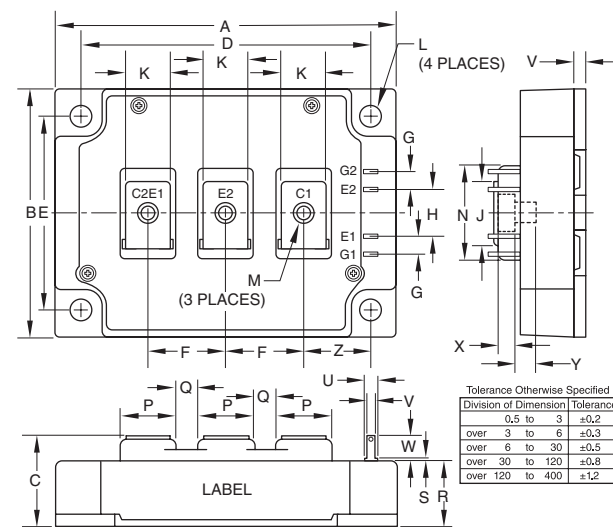 A
D
L
(4 PLACES)
K
K
K
V
G
G2
E2
B
E
C2E1
E2
C1
H
N
J
E1
G1
M
(3 PLACES)
G
F
F
Z
X
Y
U
V
Q
Q
P
P
P
W
C
S
R
LABEL
Tolerance Otherwise Specified
Division of Dimension Tolerance
0.5 to 3 ±0.2
over 3 to 6 ±0.3
over 6 to 30 ±0.5
over 30 to 120 ±0.8
over 120 to 400 ±1.2